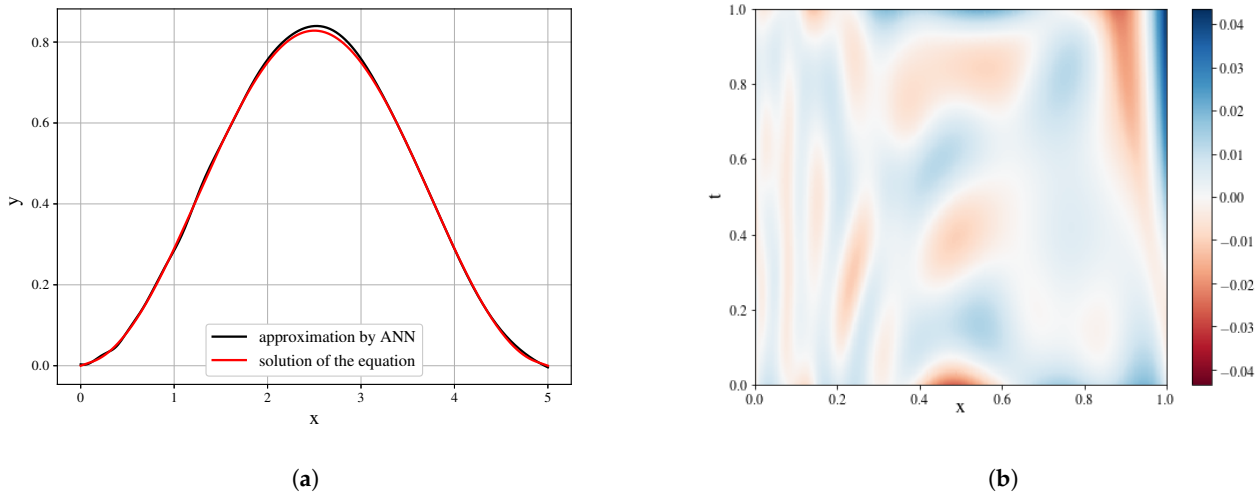 0.8
0.6
0.4
0.2
0.0
y
0 1 2 3 4 5
x
approximation by ANN
solution of the equation
(a)
1.0
0.8
0.6
0.4
0.2
0.0
t
0.0 0.2 0.4 0.6 0.8 1.0
x
0.04
0.03
0.02
0.01
0.00
−0.01
−0.02
−0.03
−0.04
(b)